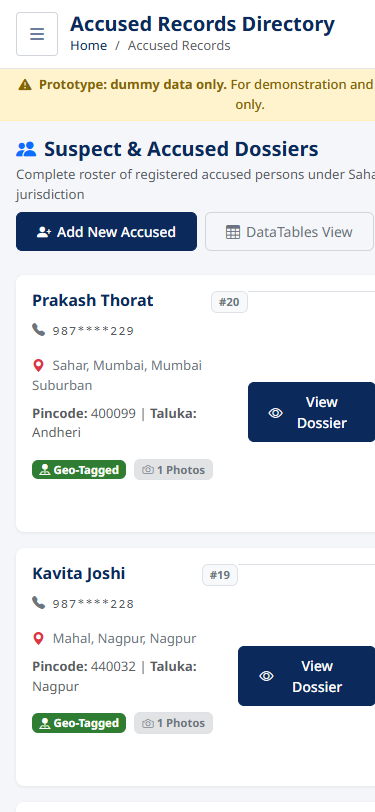 Accused Records Directory
Home / Accused Records
Prototype: dummy data only. For demonstration and
only.
Suspect & Accused Dossiers
Complete roster of registered accused persons under Saha
jurisdiction
Add New Accused
DataTables View
Prakash Thorat
#20
987****229
Sahar, Mumbai, Mumbai
Suburban
Pincode: 400099 | Taluka:
Andheri
View
Dossier
Geo-Tagged
1 Photos
Kavita Joshi
#19
987****228
Mahal, Nagpur, Nagpur
Pincode: 440032 | Taluka:
Nagpur
View
Dossier
Geo-Tagged
1 Photos